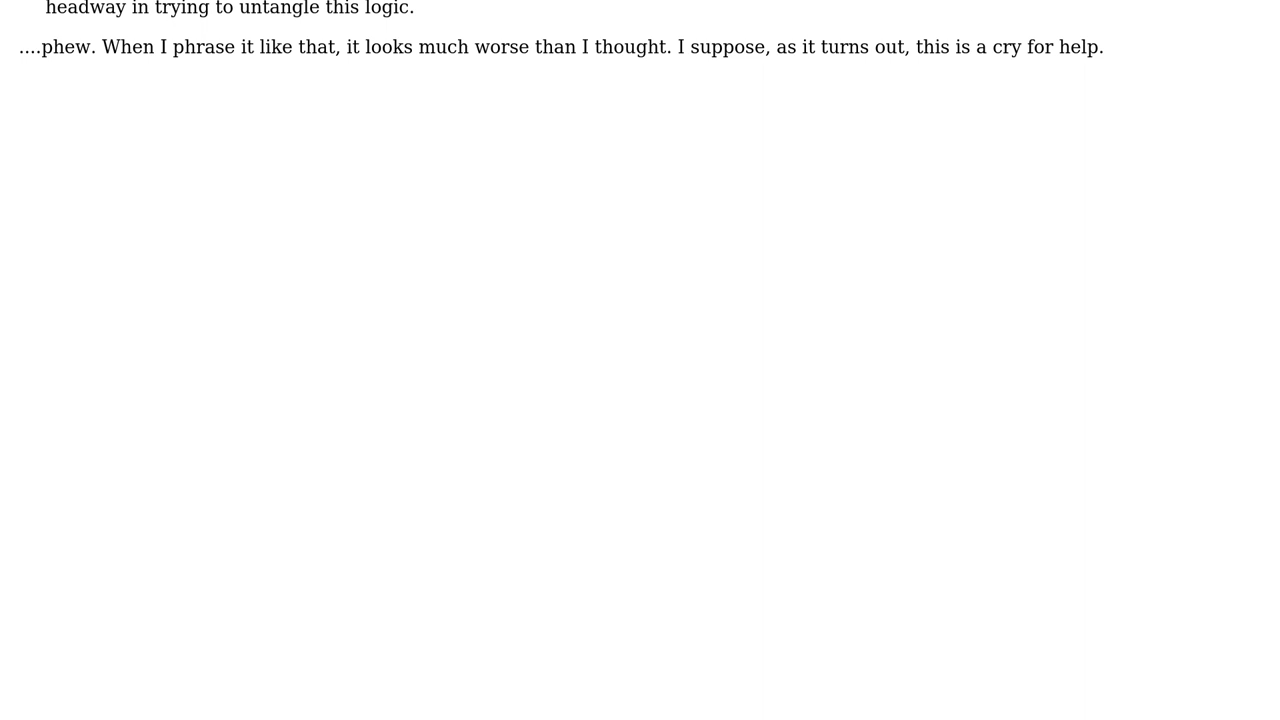 headway in trying to untangle this logic.
....phew. When I phrase it like that, it looks much worse than I thought. I suppose, as it turns out, this is a cry for help.